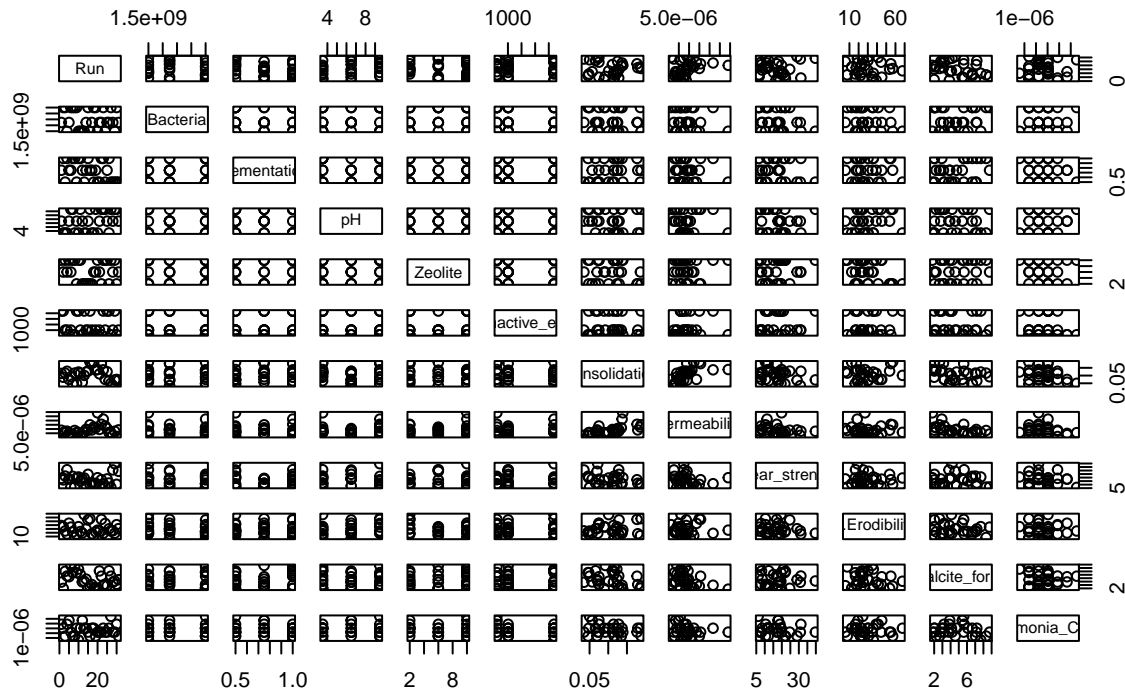 1.5e+09 4 8 1000 5.0e−06 10 60 1e−06
Run 0
1.5e+09 Bacteria
ementatio 0.5
4 pH
Zeolite 2
1000 active_e
nsolidati 0.05
5.0e−06 ermeabili
ear_stren 5
10 .Erodibili
alcite_for 2
1e−06 monia_C
0 20 0.5 1.0 2 8 0.05 5 30 2 6